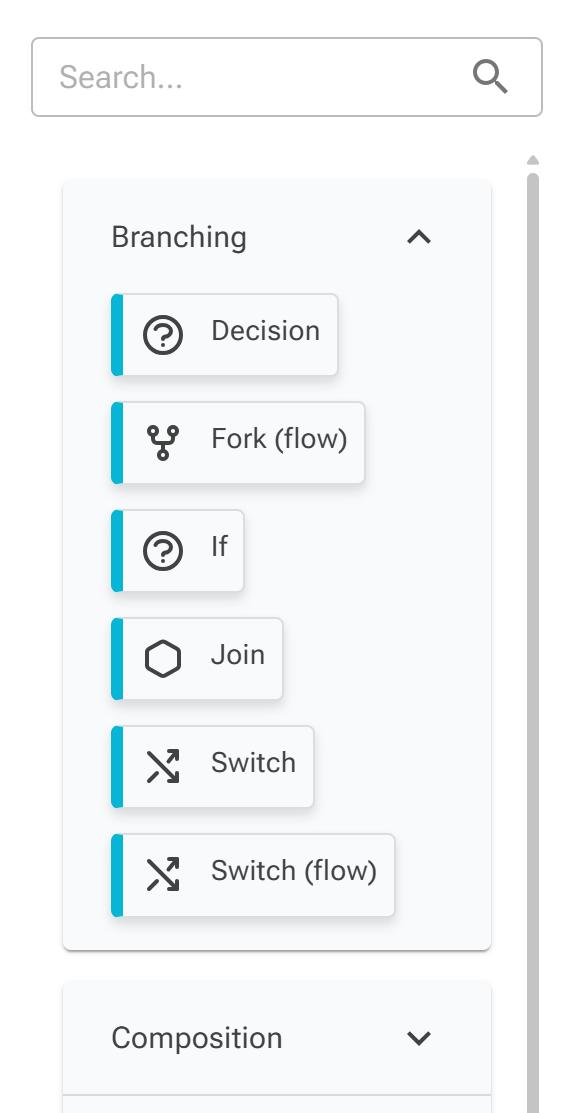 Search...
Branching
Decision
Fork (flow)
If
Join
Switch
Switch (flow)
Composition